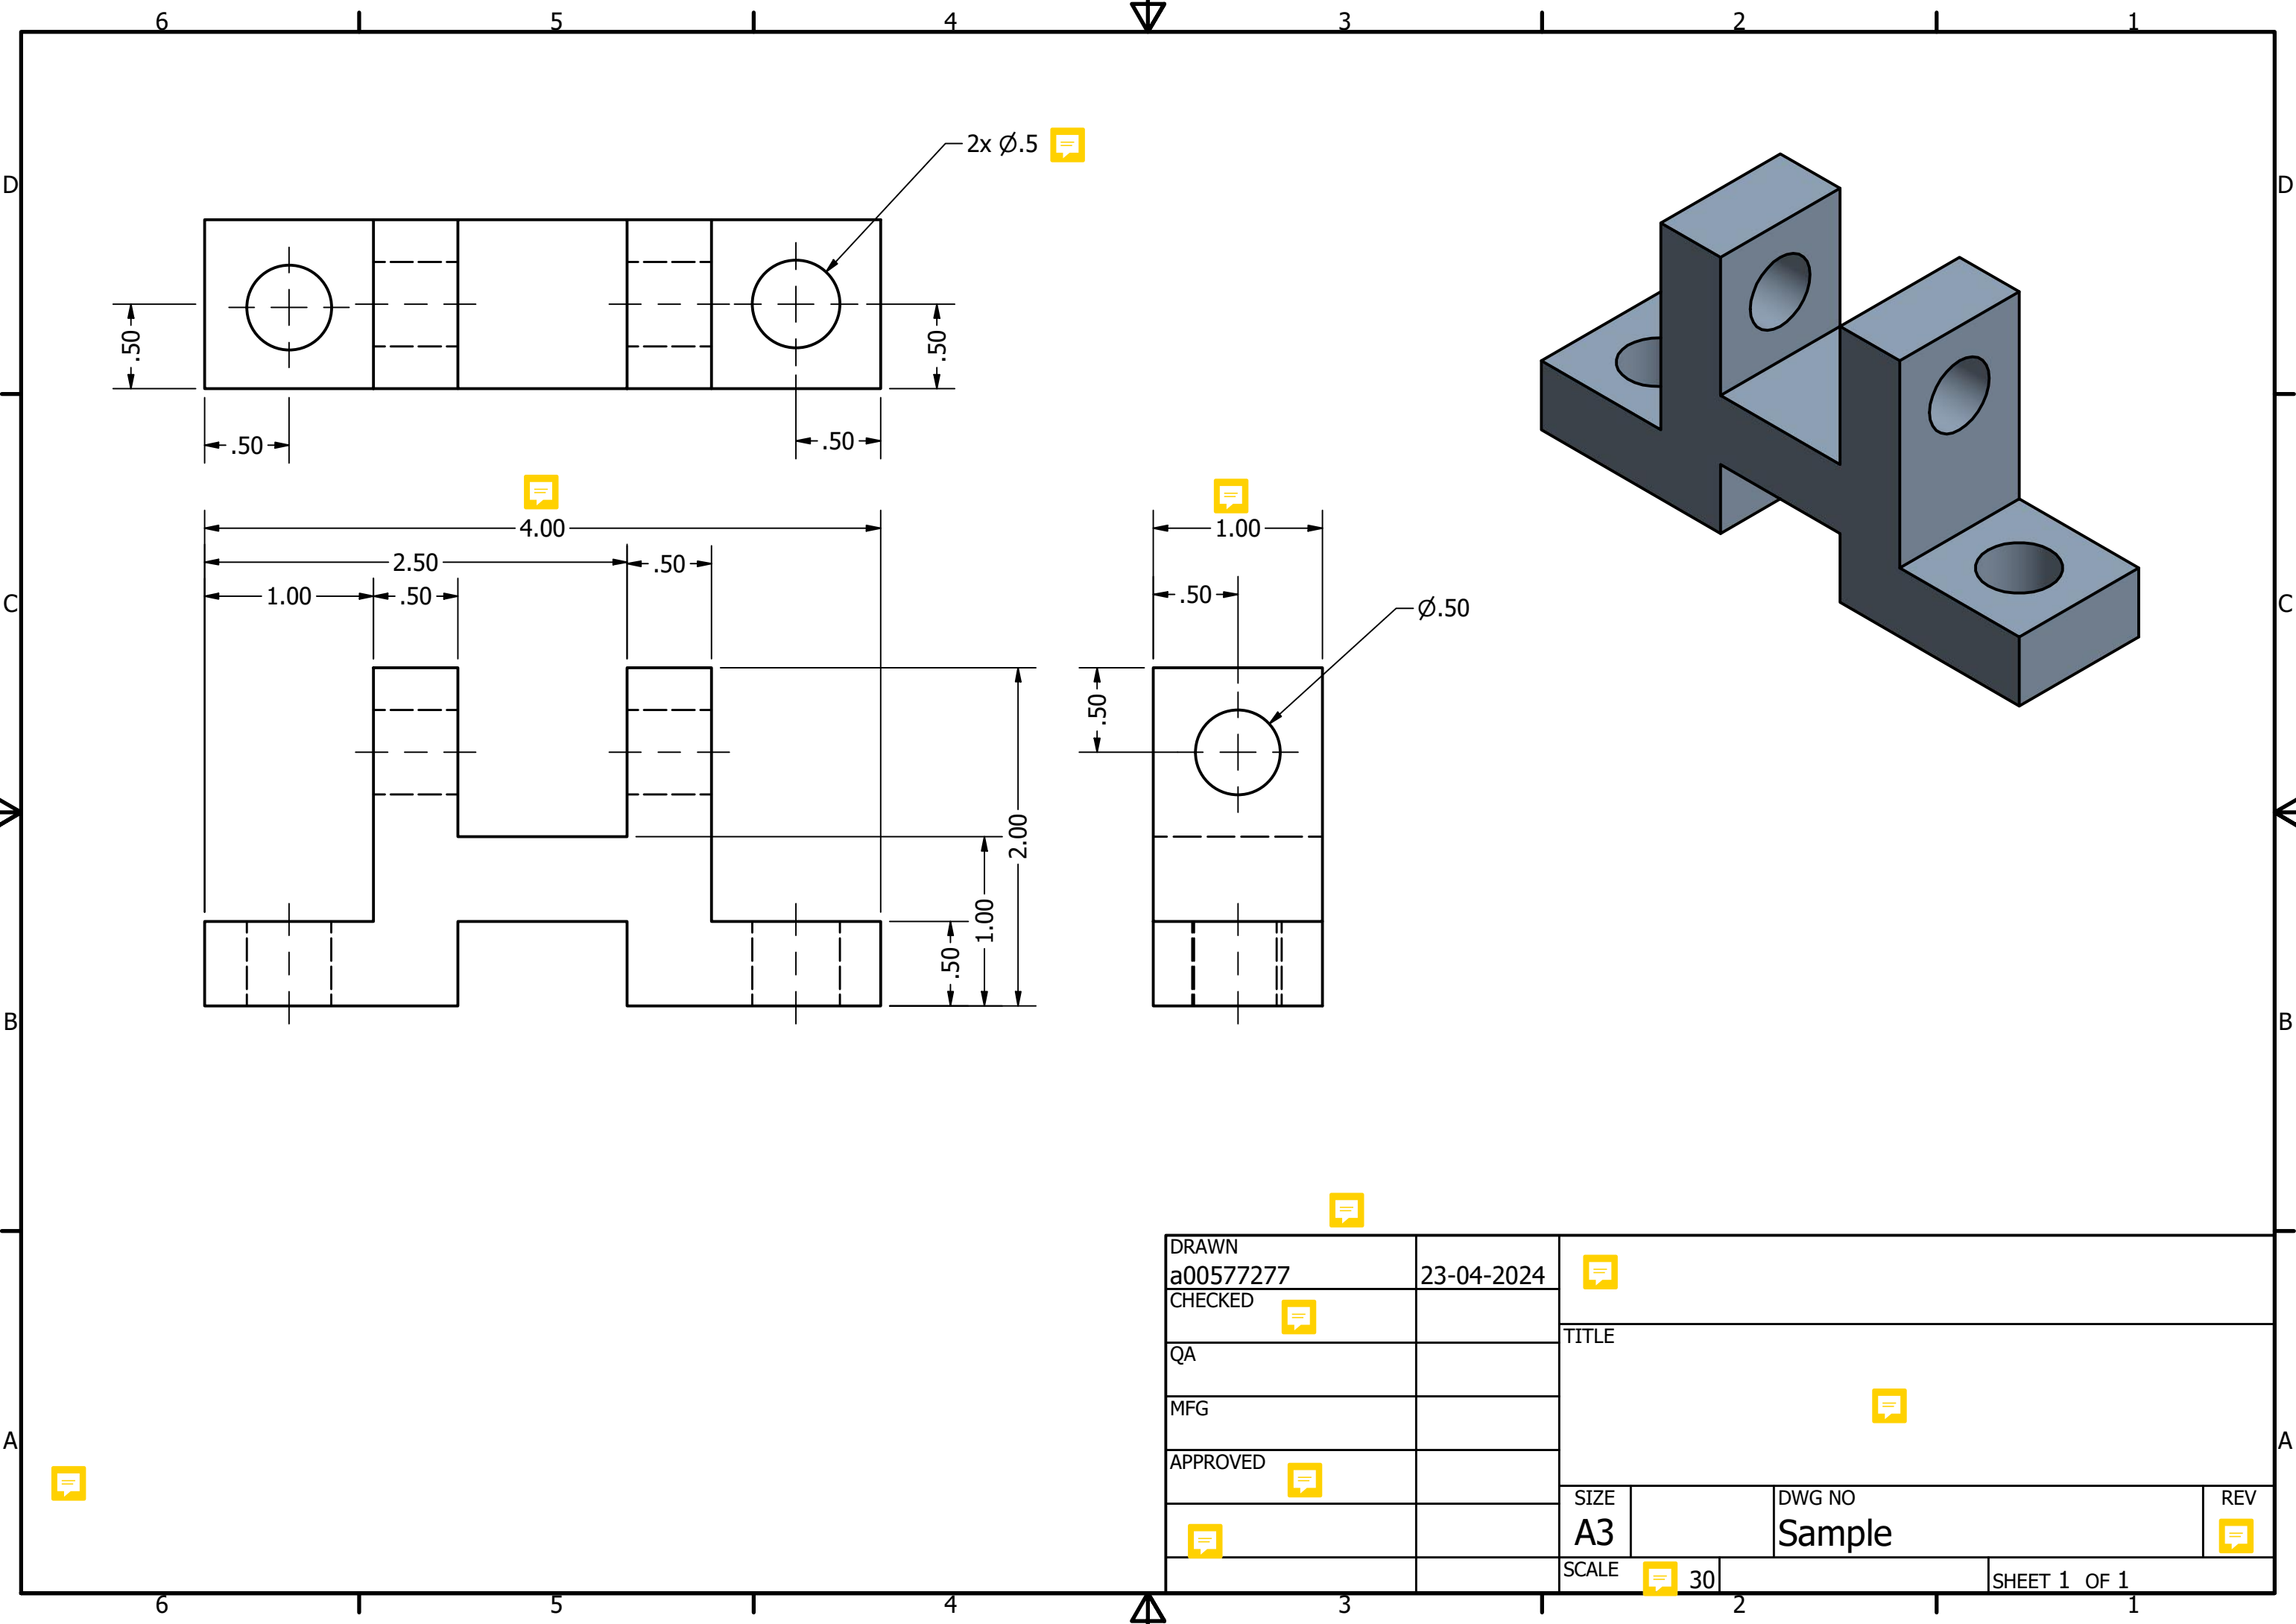 6 5 4 3 2 1
D D
2x ∅.5
.50 .50
.50 .50
4.00 1.00
2.50 .50
1.00 .50 .50
C C
∅.50
.50
2.00
1.00
.50
B B
DRAWN
a00577277 23-04-2024
CHECKED
TITLE
QA
MFG
A A
APPROVED
SIZE DWG NO REV
A3 Sample
SCALE 30 SHEET 1 OF 1
6 5 4 3 2 1